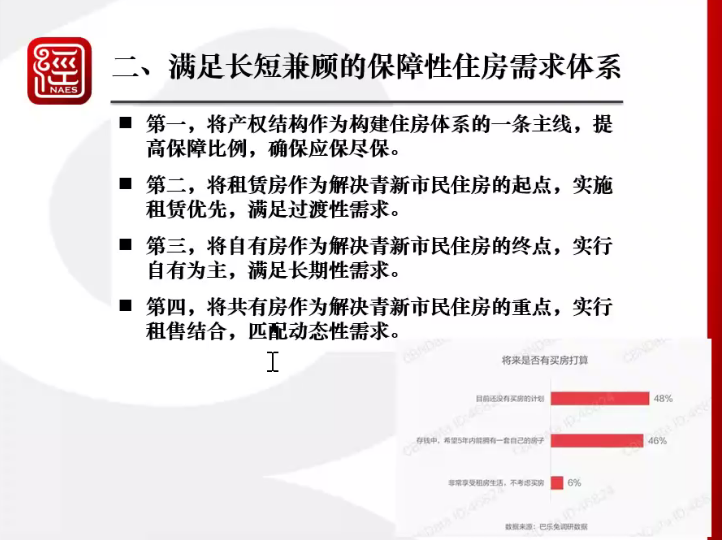 NAES
二、满足长短兼顾的保障性住房需求体系
第一，将产权结构作为构建住房体系的一条主线，提
高保障比例，确保应保尽保。
第二，将租赁房作为解决青新市民住房的起点，实施
租赁优先，满足过渡性需求。
第三，将自有房作为解决青新市民住房的终点，实行
自有为主，满足长期性需求。
第四，将共有房作为解决青新市民住房的重点，实行
租售结合，匹配动态性需求。
将来是否有买房打算
目前还没有买房的计划 48%
存钱中，希望5年内能拥有一套自己的房子 46%
非常享受租房生活，不考虑买房 6%
数据来源：巴乐兔调研数据